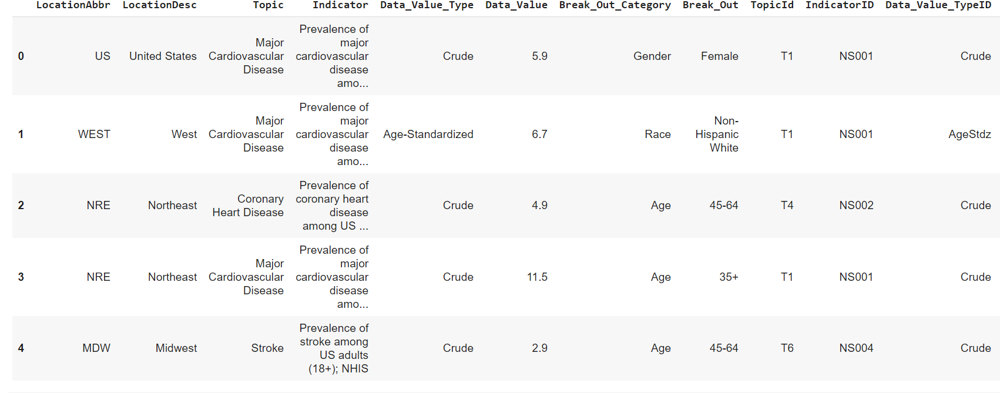 LocationAbbr LocationDesc Topic Indicator Data_Value_Type Data_Value Break_Out_Category Break_Out TopicId IndicatorID Data_Value_TypeID
0 US United States Major Cardiovascular Disease Prevalence of major cardiovascular disease amo... Crude 5.9 Gender Female T1 NS001 Crude
1 WEST West Major Cardiovascular Disease Prevalence of major cardiovascular disease amo... Age-Standardized 6.7 Race Non-Hispanic White T1 NS001 AgeStdz
2 NRE Northeast Coronary Heart Disease Prevalence of coronary heart disease among US ... Crude 4.9 Age 45-64 T4 NS002 Crude
3 NRE Northeast Major Cardiovascular Disease Prevalence of major cardiovascular disease amo... Crude 11.5 Age 35+ T1 NS001 Crude
4 MDW Midwest Stroke Prevalence of stroke among US adults (18+); NHIS Crude 2.9 Age 45-64 T6 NS004 Crude